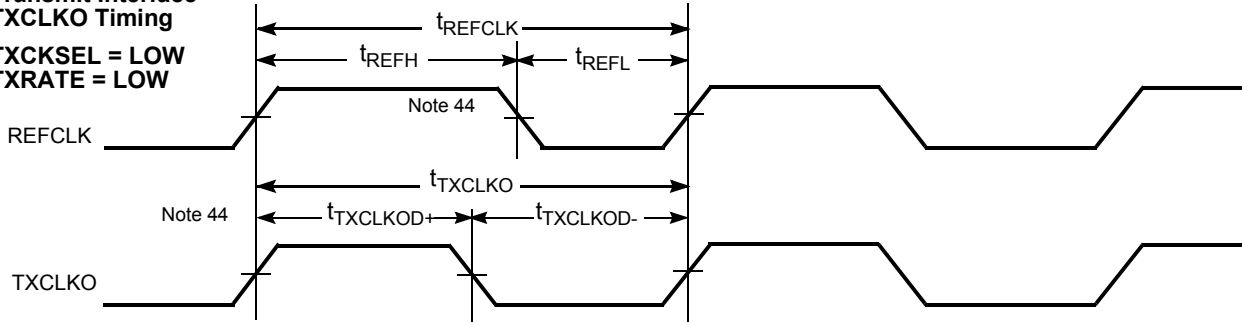 TXCLKO Timing
TXCKSEL = LOW
TXRATE = LOW
tREFCLK
tREFH
tREFL
Note 44
REFCLK
tTXCLKO
Note 44
tTXCLKOD+
tTXCLKOD-
TXCLKO